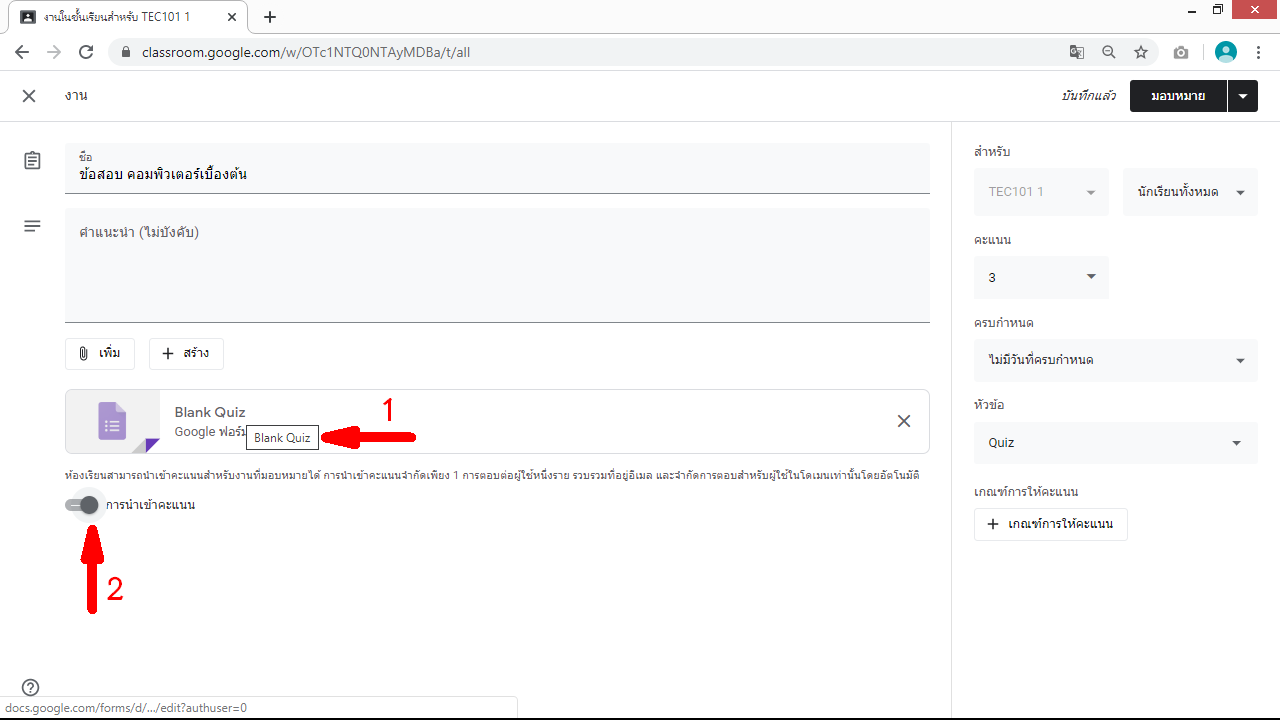 งานในชั้นเรียนสำหรับ TEC101 1
classroom.google.com/w/OTc1NTQ0NTAyMDBa/t/all
งาน
บันทึกแล้ว
มอบหมาย
ชื่อ
ข้อสอบ คอมพิวเตอร์เบื้องต้น
คำแนะนำ (ไม่บังคับ)
เพิ่ม
สร้าง
Blank Quiz
Google ฟอร์ม
Blank Quiz
1
ห้องเรียนสามารถนำเข้าคะแนนสำหรับงานที่มอบหมายได้ การนำเข้าคะแนนจำกัดเพียง 1 การตอบต่อผู้ใช้หนึ่งราย รวบรวมที่อยู่อีเมล และจำกัดการตอบสำหรับผู้ใช้ในโดเมนเท่านั้นโดยอัตโนมัติ
การนำเข้าคะแนน
2
สำหรับ
TEC101 1
นักเรียนทั้งหมด
คะแนน
3
ครบกำหนด
ไม่มีวันที่ครบกำหนด
หัวข้อ
Quiz
เกณฑ์การให้คะแนน
เกณฑ์การให้คะแนน
docs.google.com/forms/d/.../edit?authuser=0